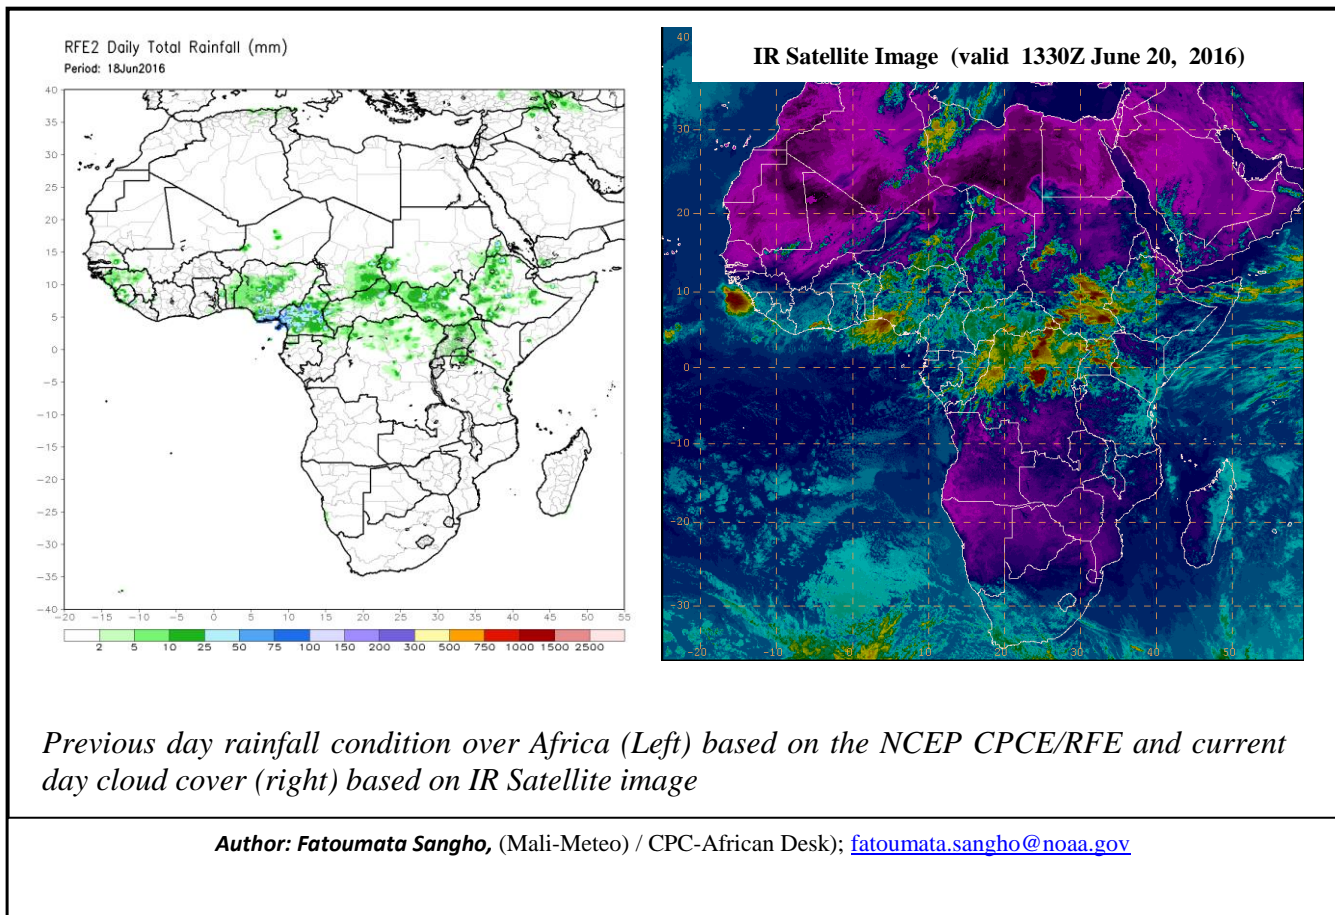 RFE2 Daily Total Rainfall (mm)
Period: 18Jun2016
40
35
30
25
20
15
10
5
0
-5
-10
-15
-20
-25
-30
-35
-40
-20 -15 -10 -5 0 5 10 15 20 25 30 35 40 45 50 55
2 5 10 25 50 75 100 150 200 300 500 750 1000 1500 2500
IR Satellite Image (valid 1330Z June 20, 2016)
40
30
20
10
0
-10
-20
-30
-20 -10 0 10 20 30 40 50
Previous day rainfall condition over Africa (Left) based on the NCEP CPCE/RFE and current
day cloud cover (right) based on IR Satellite image
Author: Fatoumata Sangho, (Mali-Meteo) / CPC-African Desk); fatoumata.sangho@noaa.gov